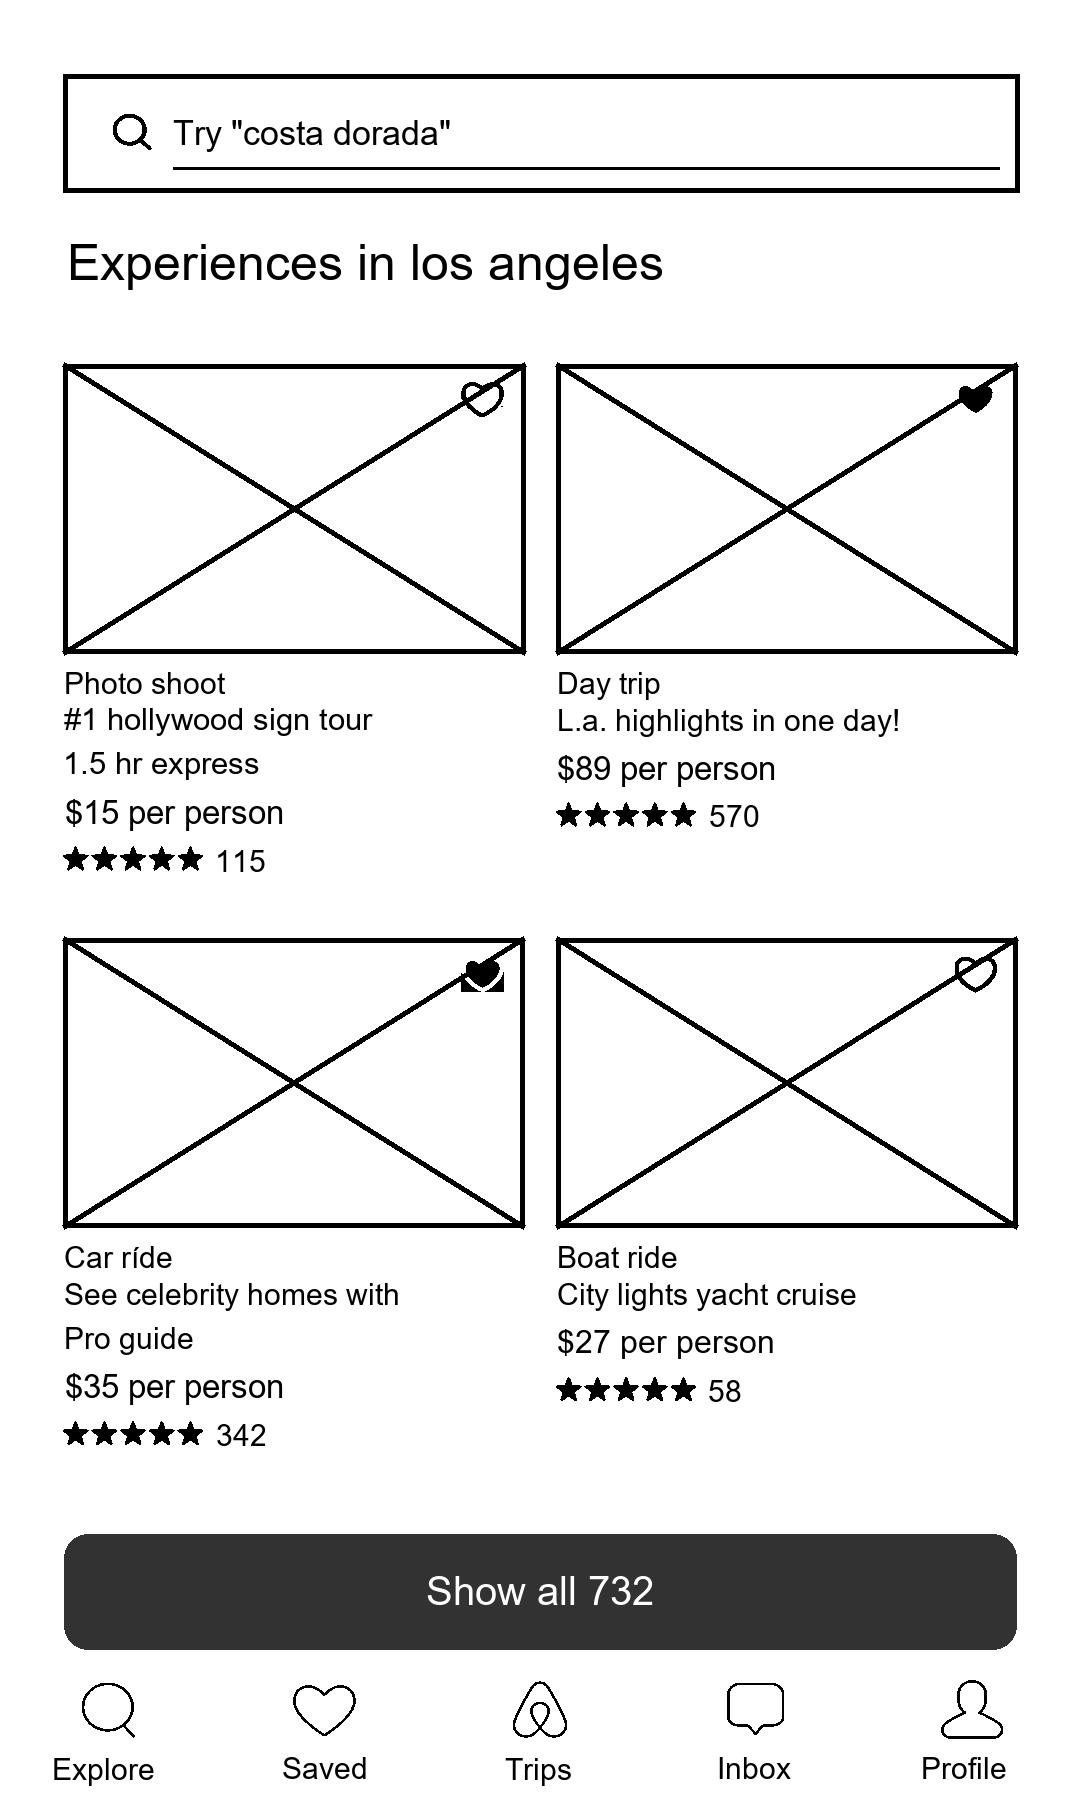 Try "costa dorada"
Experiences in los angeles
Photo shoot
#1 hollywood sign tour
1.5 hr express
$15 per person
115
Day trip
L.a. highlights in one day!
$89 per person
570
Car ríde
See celebrity homes with
Pro guide
$35 per person
342
Boat ride
City lights yacht cruise
$27 per person
58
Show all 732
Explore
Saved
Trips
Inbox
Profile